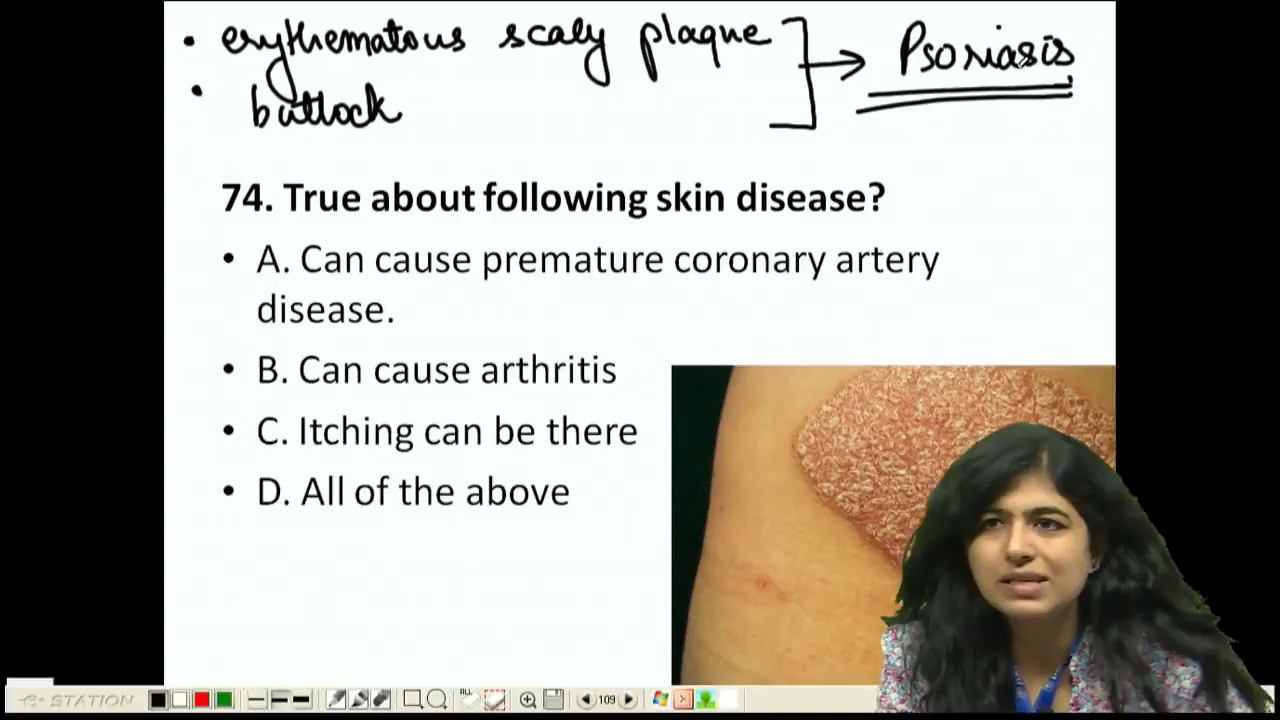 • erythematous scaly plaque
• buttock
→ Psoriasis
74. True about following skin disease?
• A. Can cause premature coronary artery
disease.
• B. Can cause arthritis
• C. Itching can be there
• D. All of the above
STATION
ALL
109